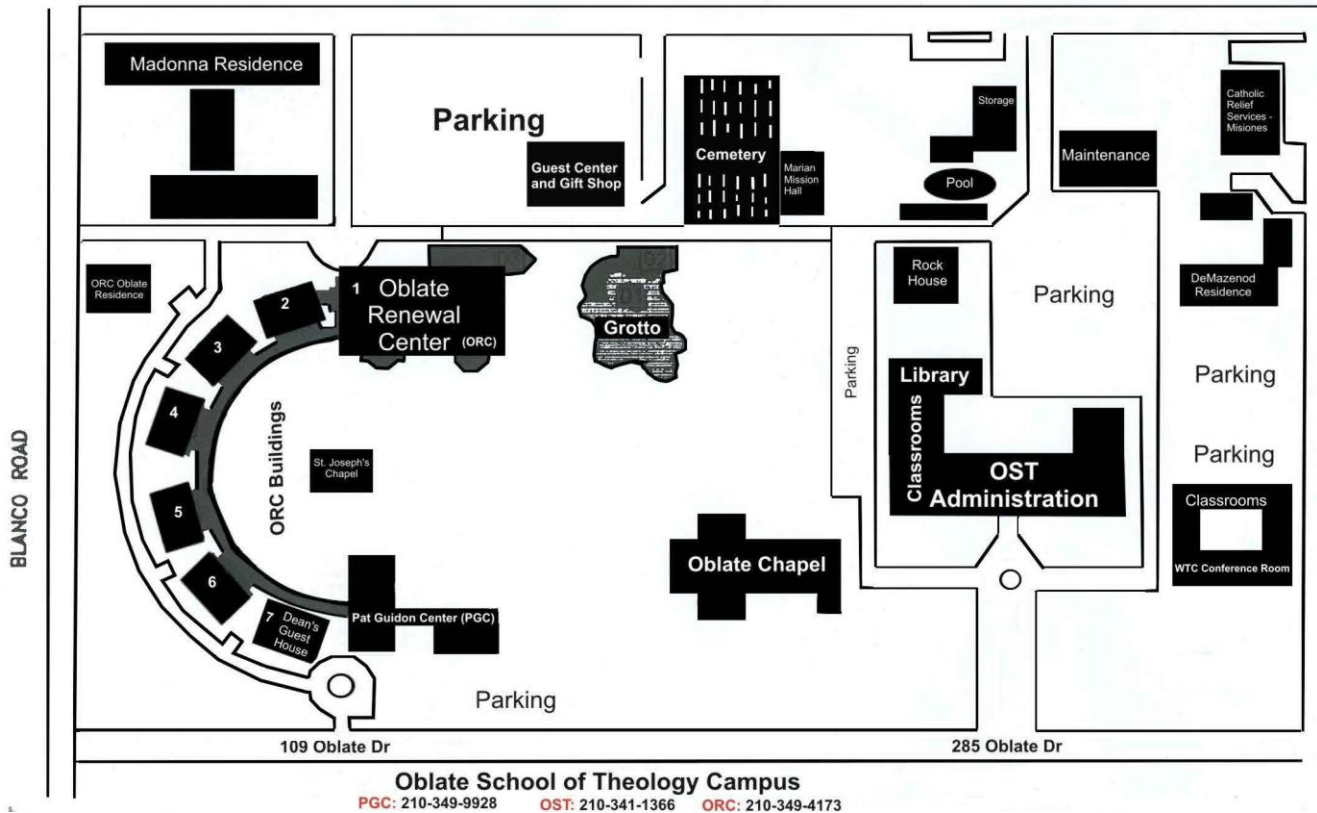 Madonna Residence
Parking
Guest Center
and Gift Shop
Cemetery
Marian
Mission
Hall
Storage
Pool
Maintenance
Catholic
Relief
Services -
Misiones
ORC Oblate
Residence
2
1 Oblate
Renewal
Center (ORC)
D3
D2
D1
Grotto
Rock
House
Parking
DeMazenod
Residence
3
4
5
6
7 Dean's
Guest
House
ORC Buildings
St. Joseph's
Chapel
Parking
Library
Classrooms
OST
Administration
Parking
Parking
Classrooms
WTC Conference Room
Oblate Chapel
Pat Guidon Center (PGC)
Parking
BLANCO ROAD
109 Oblate Dr
285 Oblate Dr
Oblate School of Theology Campus
PGC: 210-349-9928 OST: 210-341-1366 ORC: 210-349-4173